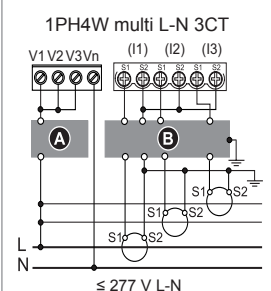 1PH4W multi L-N 3CT
V1 V2 V3 Vn (I1) (I2) (I3)
S1 S2 S1 S2 S1 S2
A B
S1 S2
S1 S2
S1 S2
L
N
≤ 277 V L-N